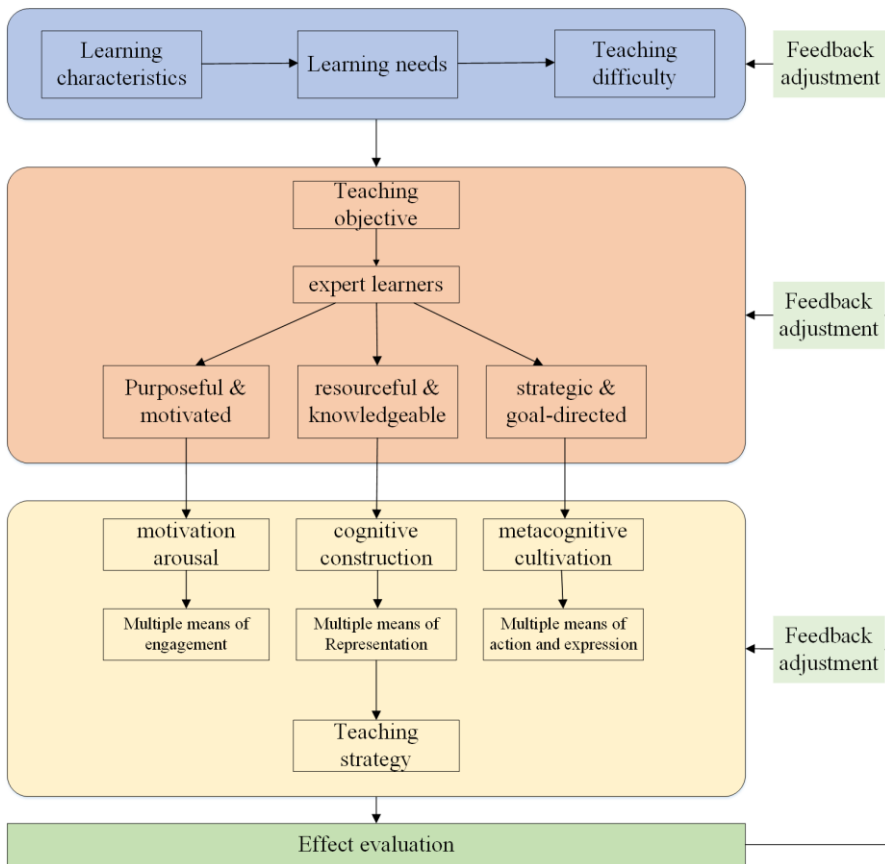 Learning
characteristics
Learning needs
Teaching
difficulty
Feedback
adjustment
Teaching
objective
expert learners
Feedback
adjustment
Purposeful &
motivated
resourceful &
knowledgeable
strategic &
goal-directed
motivation
arousal
cognitive
construction
metacognitive
cultivation
Multiple means of
engagement
Multiple means of
Representation
Multiple means of
action and expression
Feedback
adjustment
Teaching
strategy
Effect evaluation